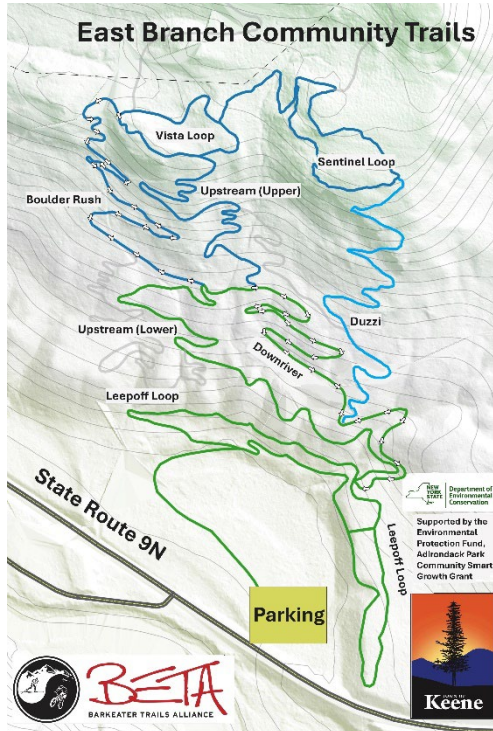 East Branch Community Trails
Vista Loop
Sentinel Loop
Boulder Rush
Upstream (Upper)
Duzzi
Upstream (Lower)
Downriver
Leepoff Loop
State Route 9N
Leepoff Loop
Parking
NEW
YORK
STATE
Department of
Environmental
Conservation
Supported by the
Environmental
Protection Fund,
Adirondack Park
Community Smart
Growth Grant
BETA
BARKEATER TRAILS ALLIANCE
TOWN OF
Keene